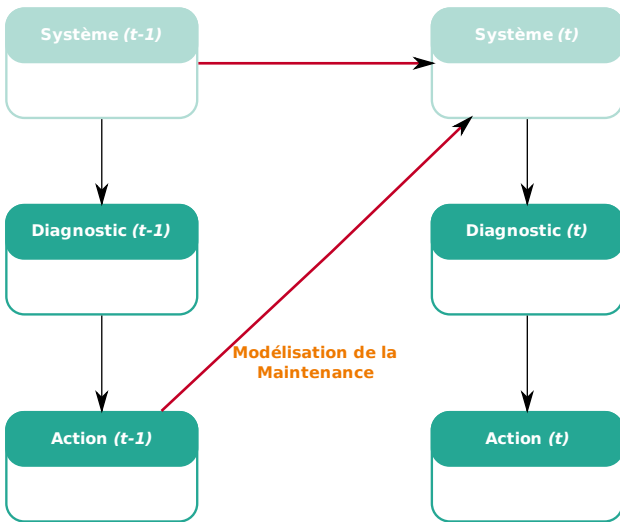 Système (t-1)
Système (t)
Diagnostic (t-1)
Diagnostic (t)
Modélisation de la
Maintenance
Action (t-1)
Action (t)